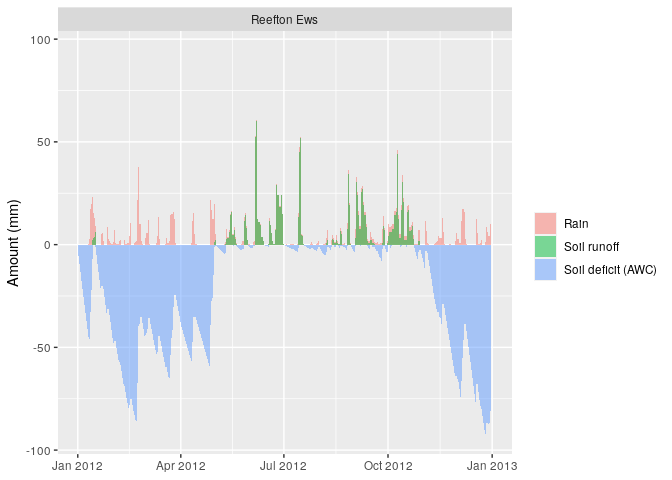 Reefton Ews
100
50
0
-50
-100
Amount (mm)
Jan 2012
Apr 2012
Jul 2012
Oct 2012
Jan 2013
Rain
Soil runoff
Soil deficit (AWC)